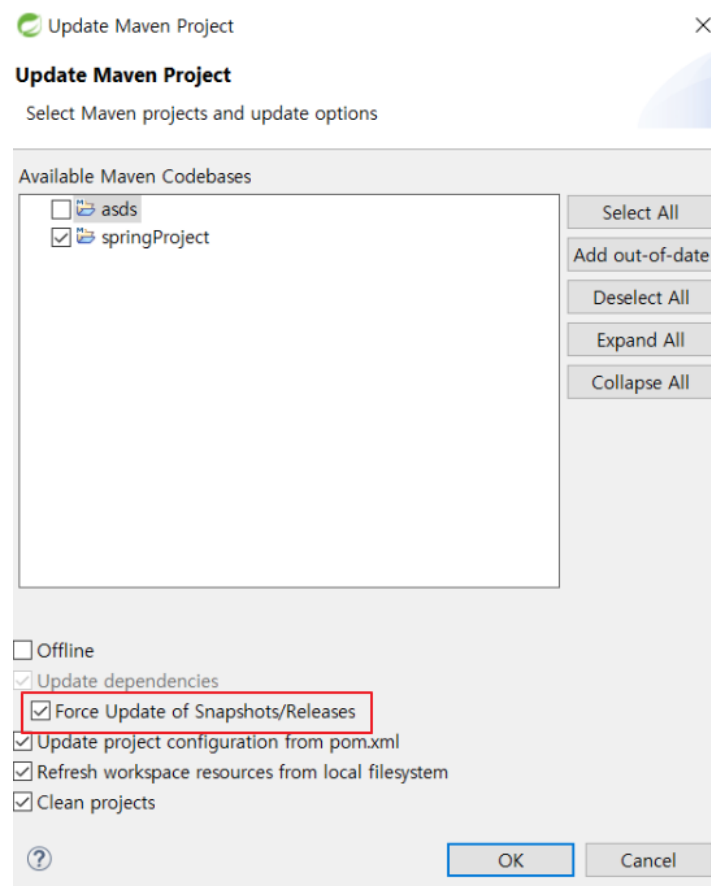 Update Maven Project
Update Maven Project
Select Maven projects and update options
Available Maven Codebases
asds
springProject
Select All
Add out-of-date
Deselect All
Expand All
Collapse All
Offline
Update dependencies
Force Update of Snapshots/Releases
Update project configuration from pom.xml
Refresh workspace resources from local filesystem
Clean projects
?
OK
Cancel